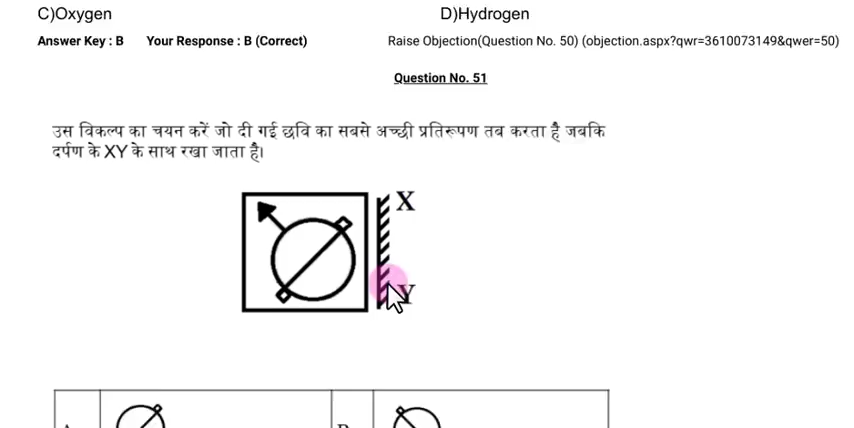 C)Oxygen D)Hydrogen
Answer Key : B Your Response : B (Correct) Raise Objection(Question No. 50) (objection.aspx?qwr=3610073149&qwer=50)
Question No. 51
उस विकल्प का चयन करें जो दी गई छवि का सबसे अच्छी प्रतिरूपण तब करता है जबकि
दर्पण के XY के साथ रखा जाता है।
X
Y